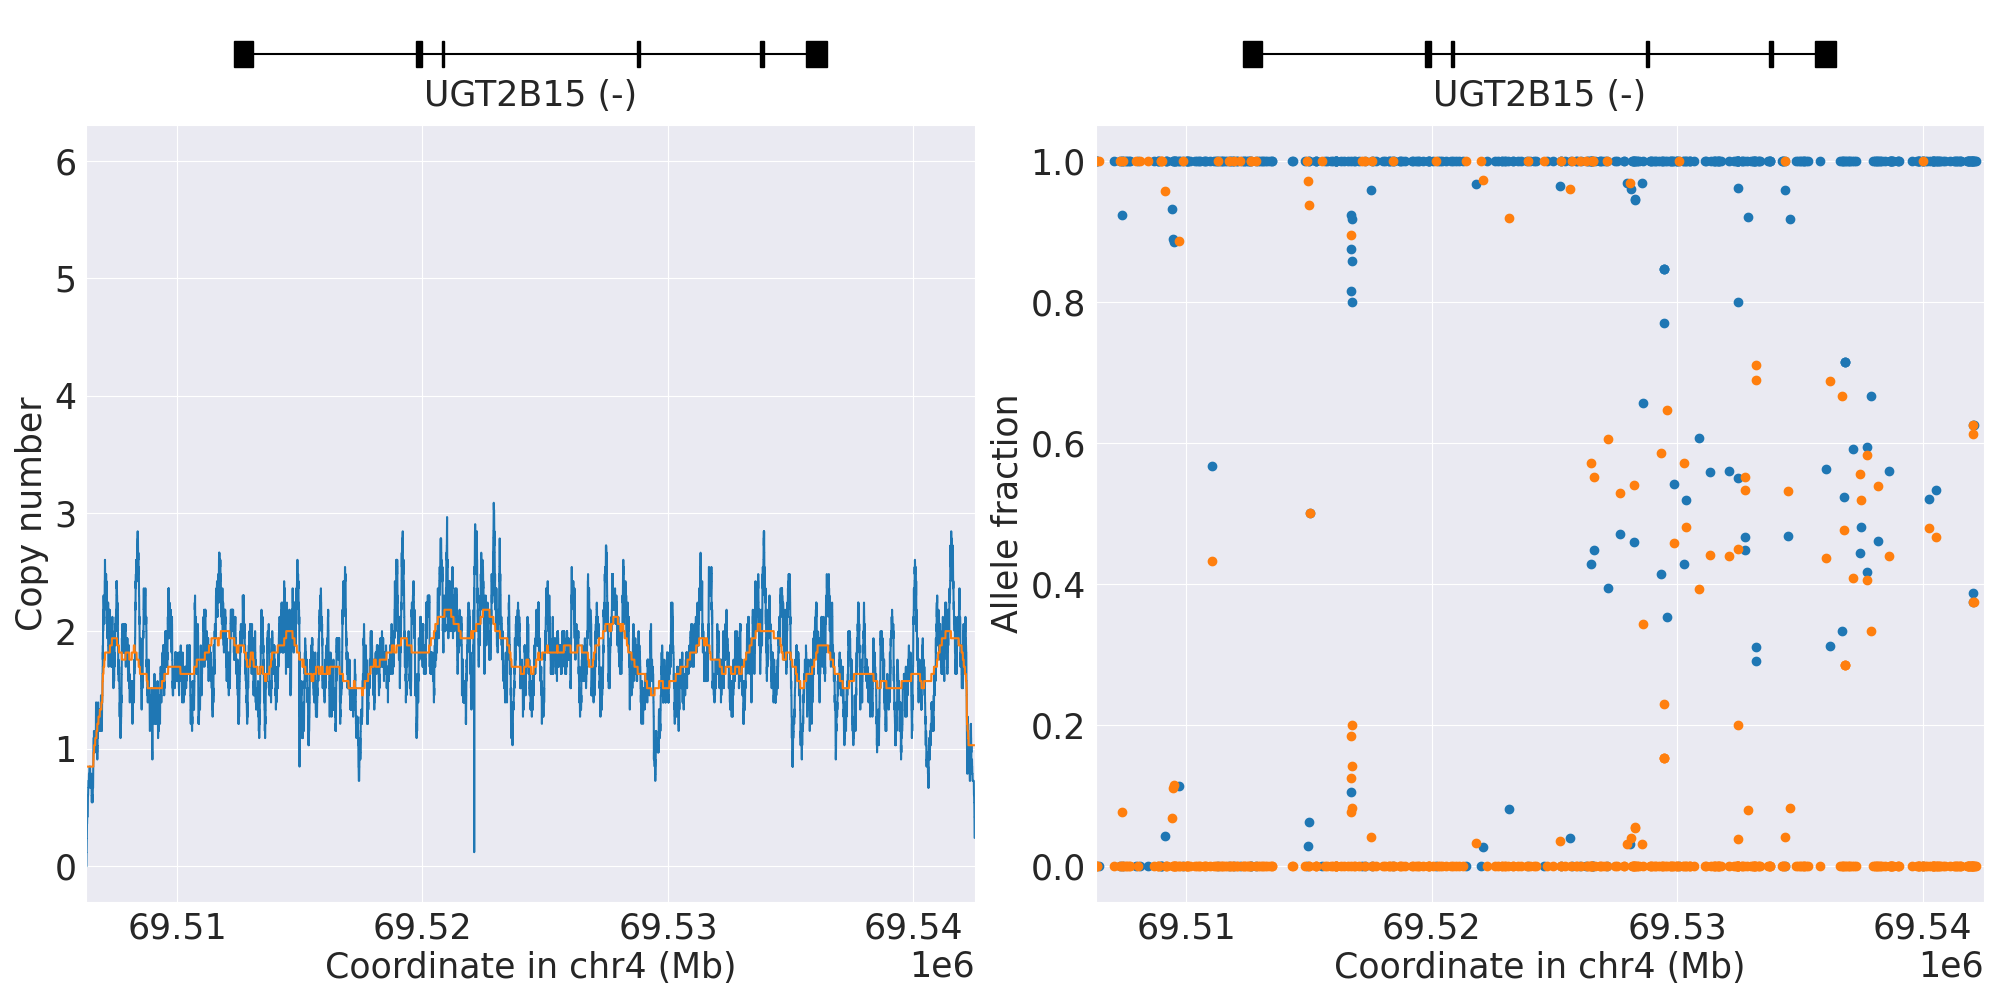 UGT2B15 (-)
6
5
4
3
2
1
0
Copy number
69.51 69.52 69.53 69.54
Coordinate in chr4 (Mb)
1e6
UGT2B15 (-)
1.0
0.8
0.6
0.4
0.2
0.0
Allele fraction
69.51 69.52 69.53 69.54
Coordinate in chr4 (Mb)
1e6